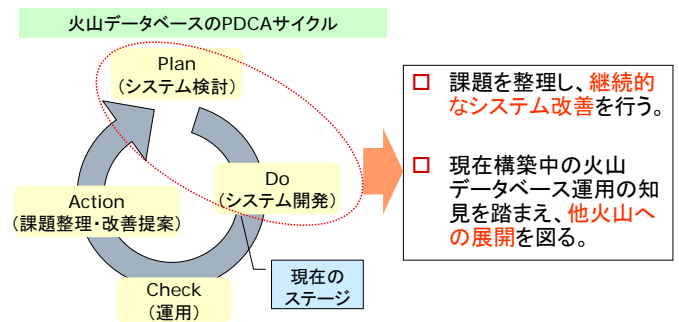 火山データベースのPDCAサイクル
Plan
(システム検討)
Do
(システム開発)
Action
(課題整理・改善提案)
Check
(運用)
現在の
ステージ
課題を整理し、継続的
なシステム改善を行う。
現在構築中の火山
データベース運用の知
見を踏まえ、他火山へ
の展開を図る。